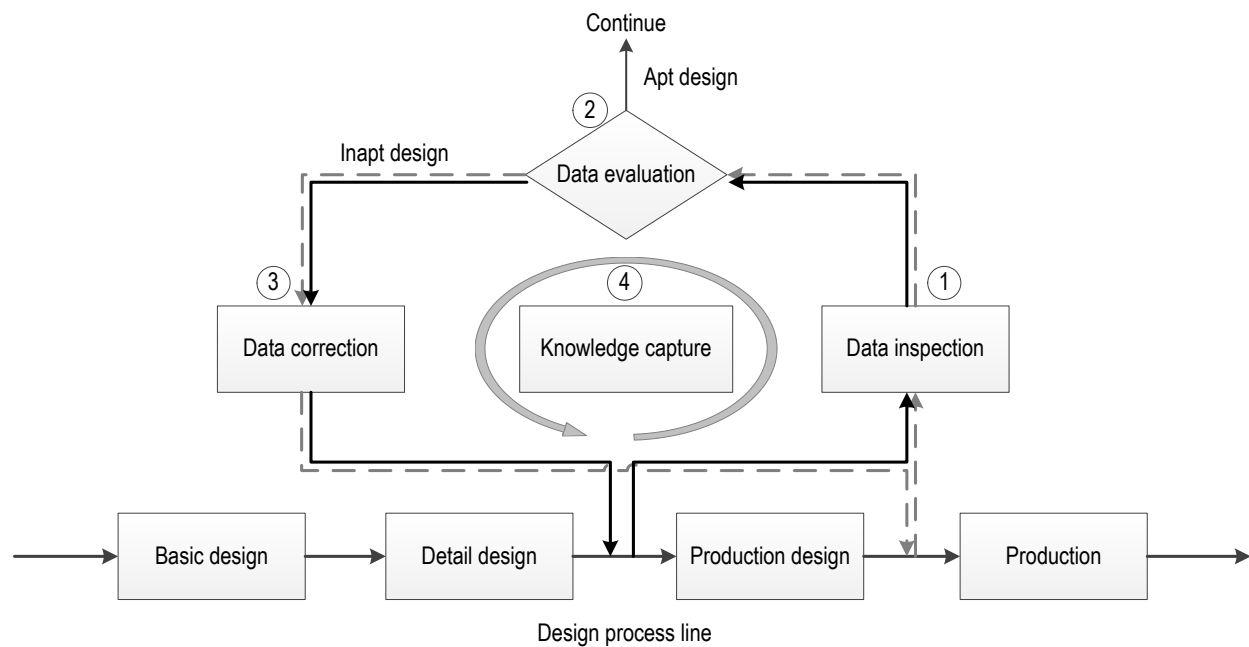 Continue
Apt design
2
Inapt design
Data evaluation
3
4
1
Data correction
Knowledge capture
Data inspection
Basic design
Detail design
Production design
Production
Design process line